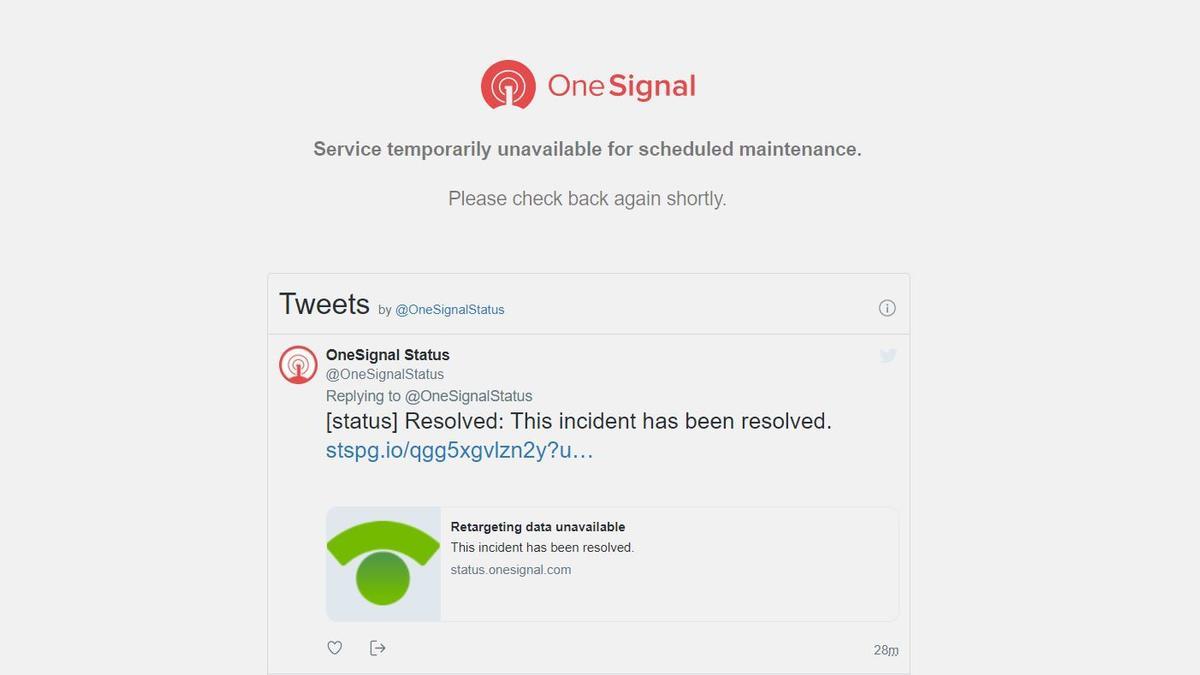 OneSignal
Service temporarily unavailable for scheduled maintenance.
Please check back again shortly.
Tweets by @OneSignalStatus
OneSignal Status
@OneSignalStatus
Replying to @OneSignalStatus
[status] Resolved: This incident has been resolved.
stspg.io/qgg5xgvlzn2y?u…
Retargeting data unavailable
This incident has been resolved.
status.onesignal.com
28m